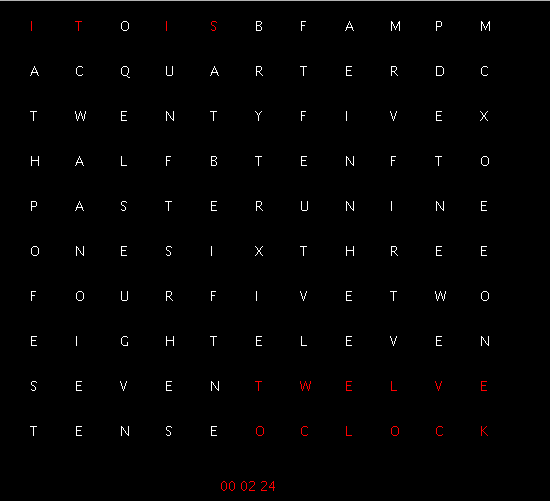 I T O I S B F A M P M
A C Q U A R T E R D C
T W E N T Y F I V E X
H A L F B T E N F T O
P A S T E R U N I N E
O N E S I X T H R E E
F O U R F I V E T W O
E I G H T E L E V E N
S E V E N T W E L V E
T E N S E O C L O C K
00 02 24